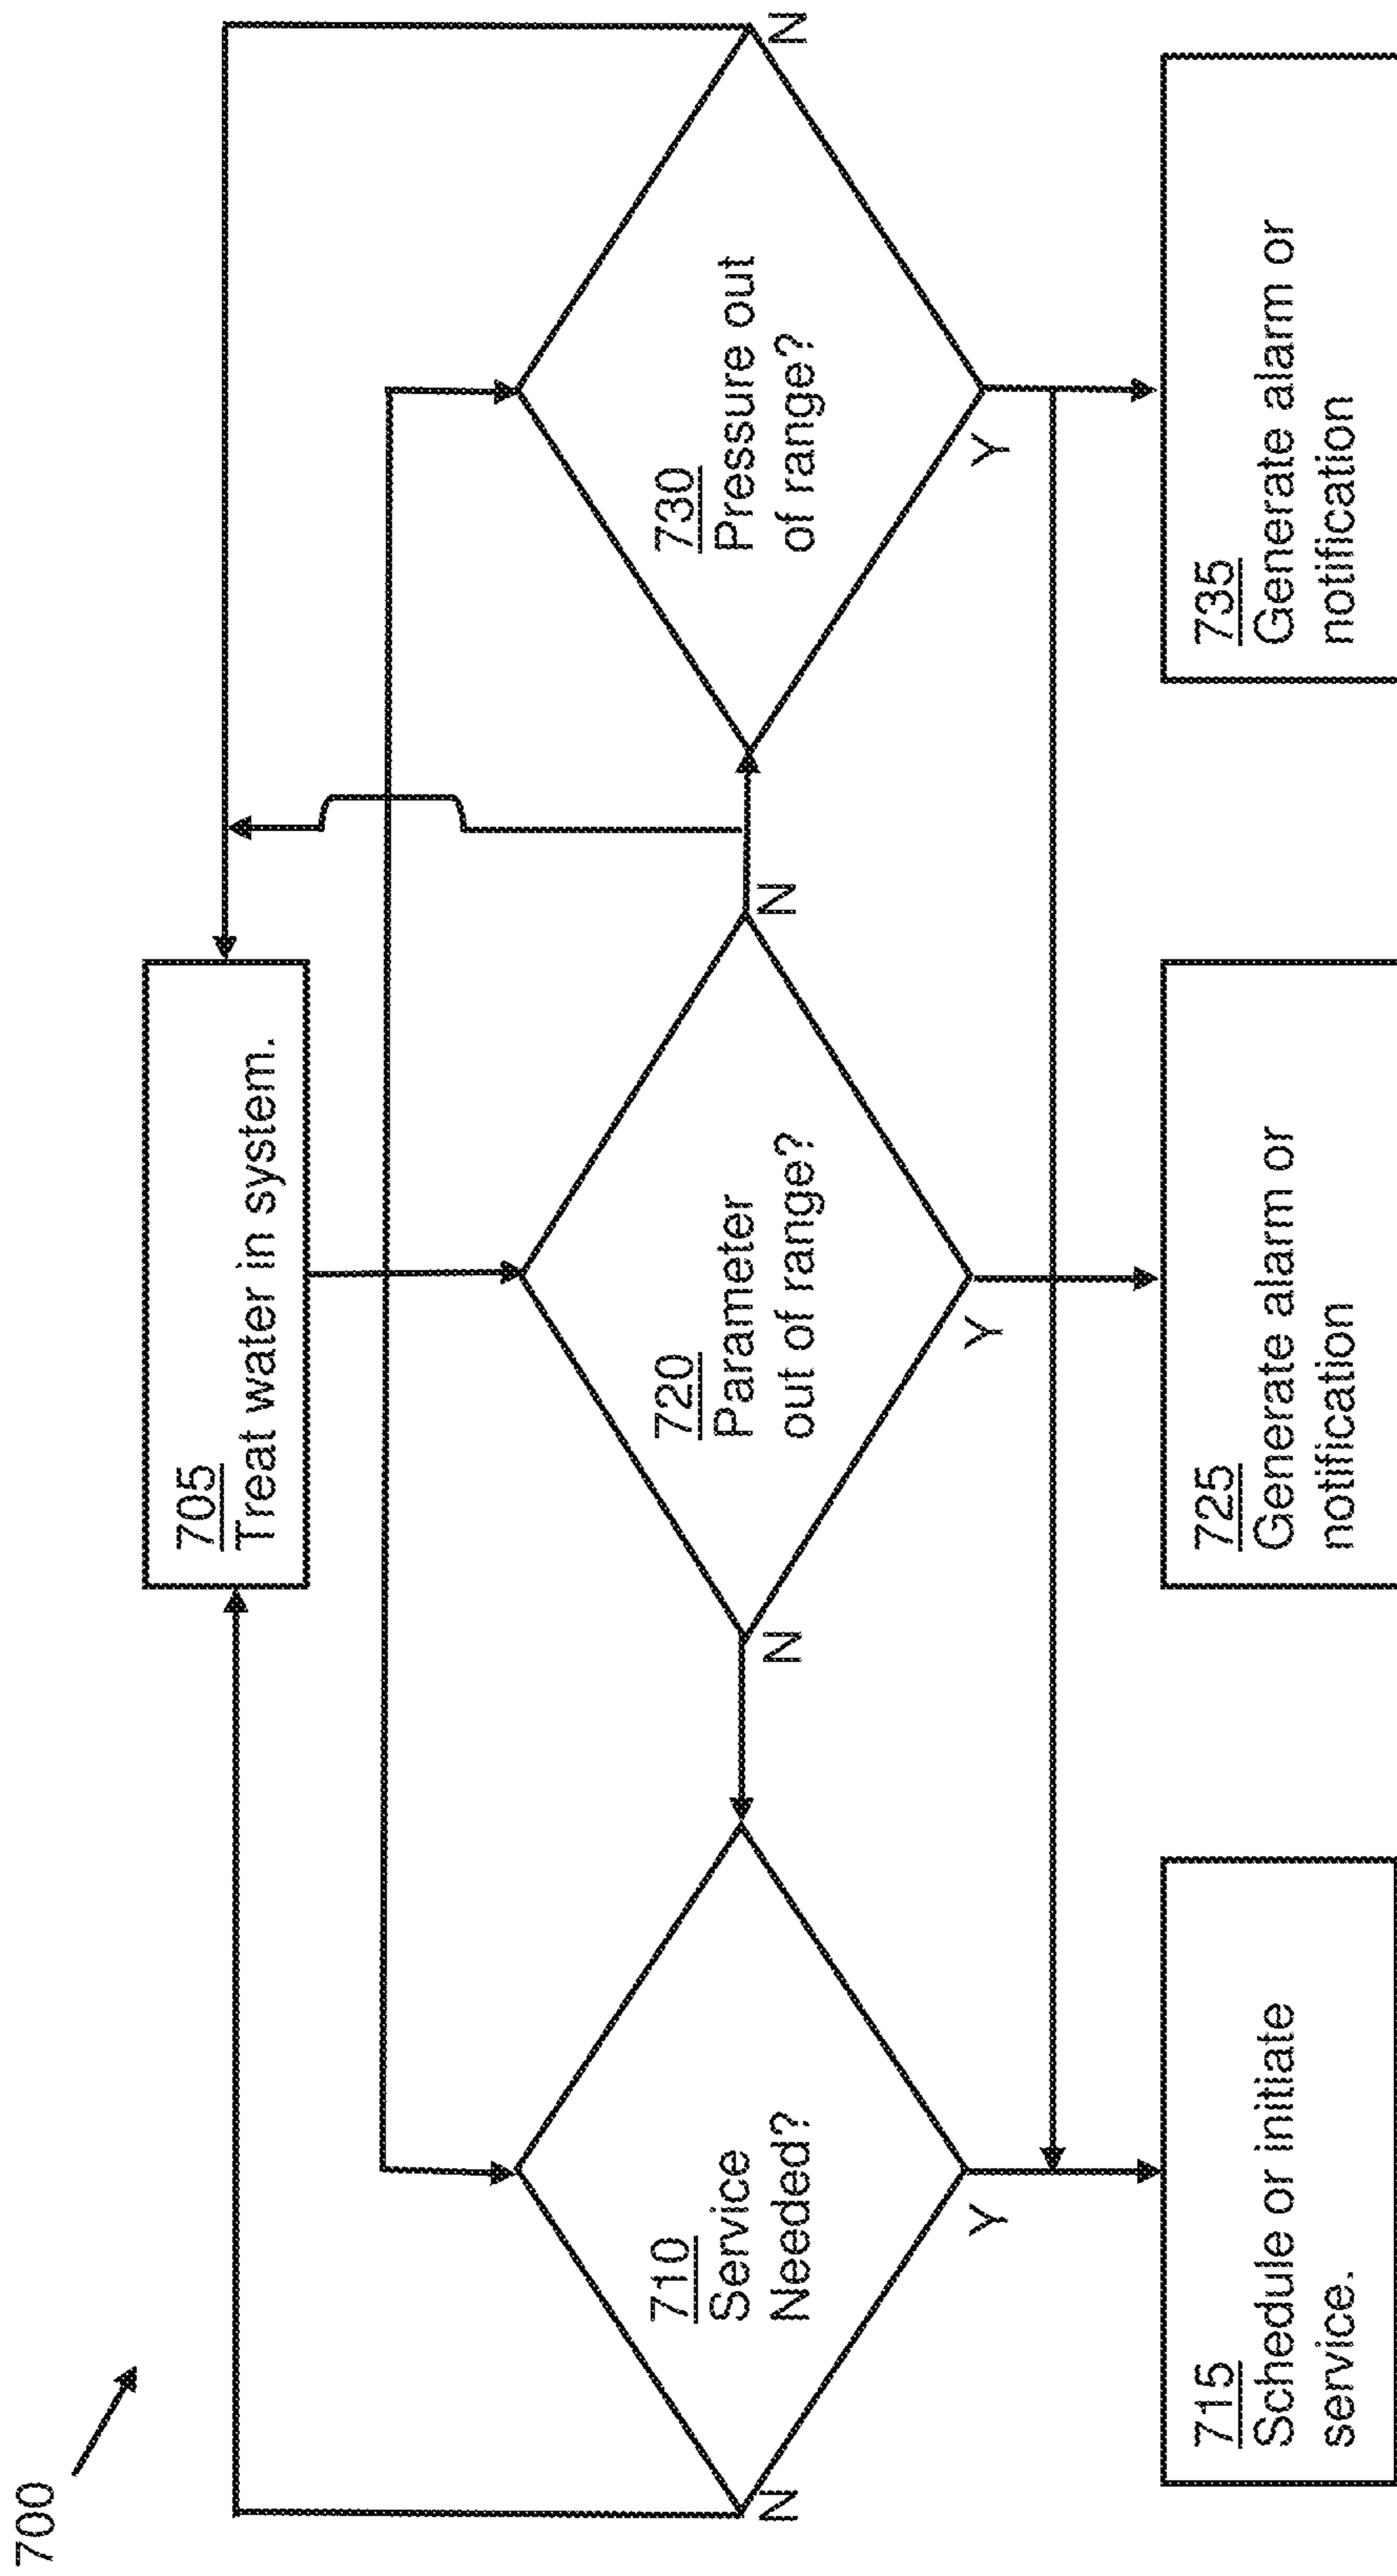 700
705
Treat water in system.
710
Service
Needed?
N
Y
720
Parameter
out of range?
N
N
Y
730
Pressure out
of range?
N
Y
715
Schedule or initiate
service.
725
Generate alarm or
notification
735
Generate alarm or
notification